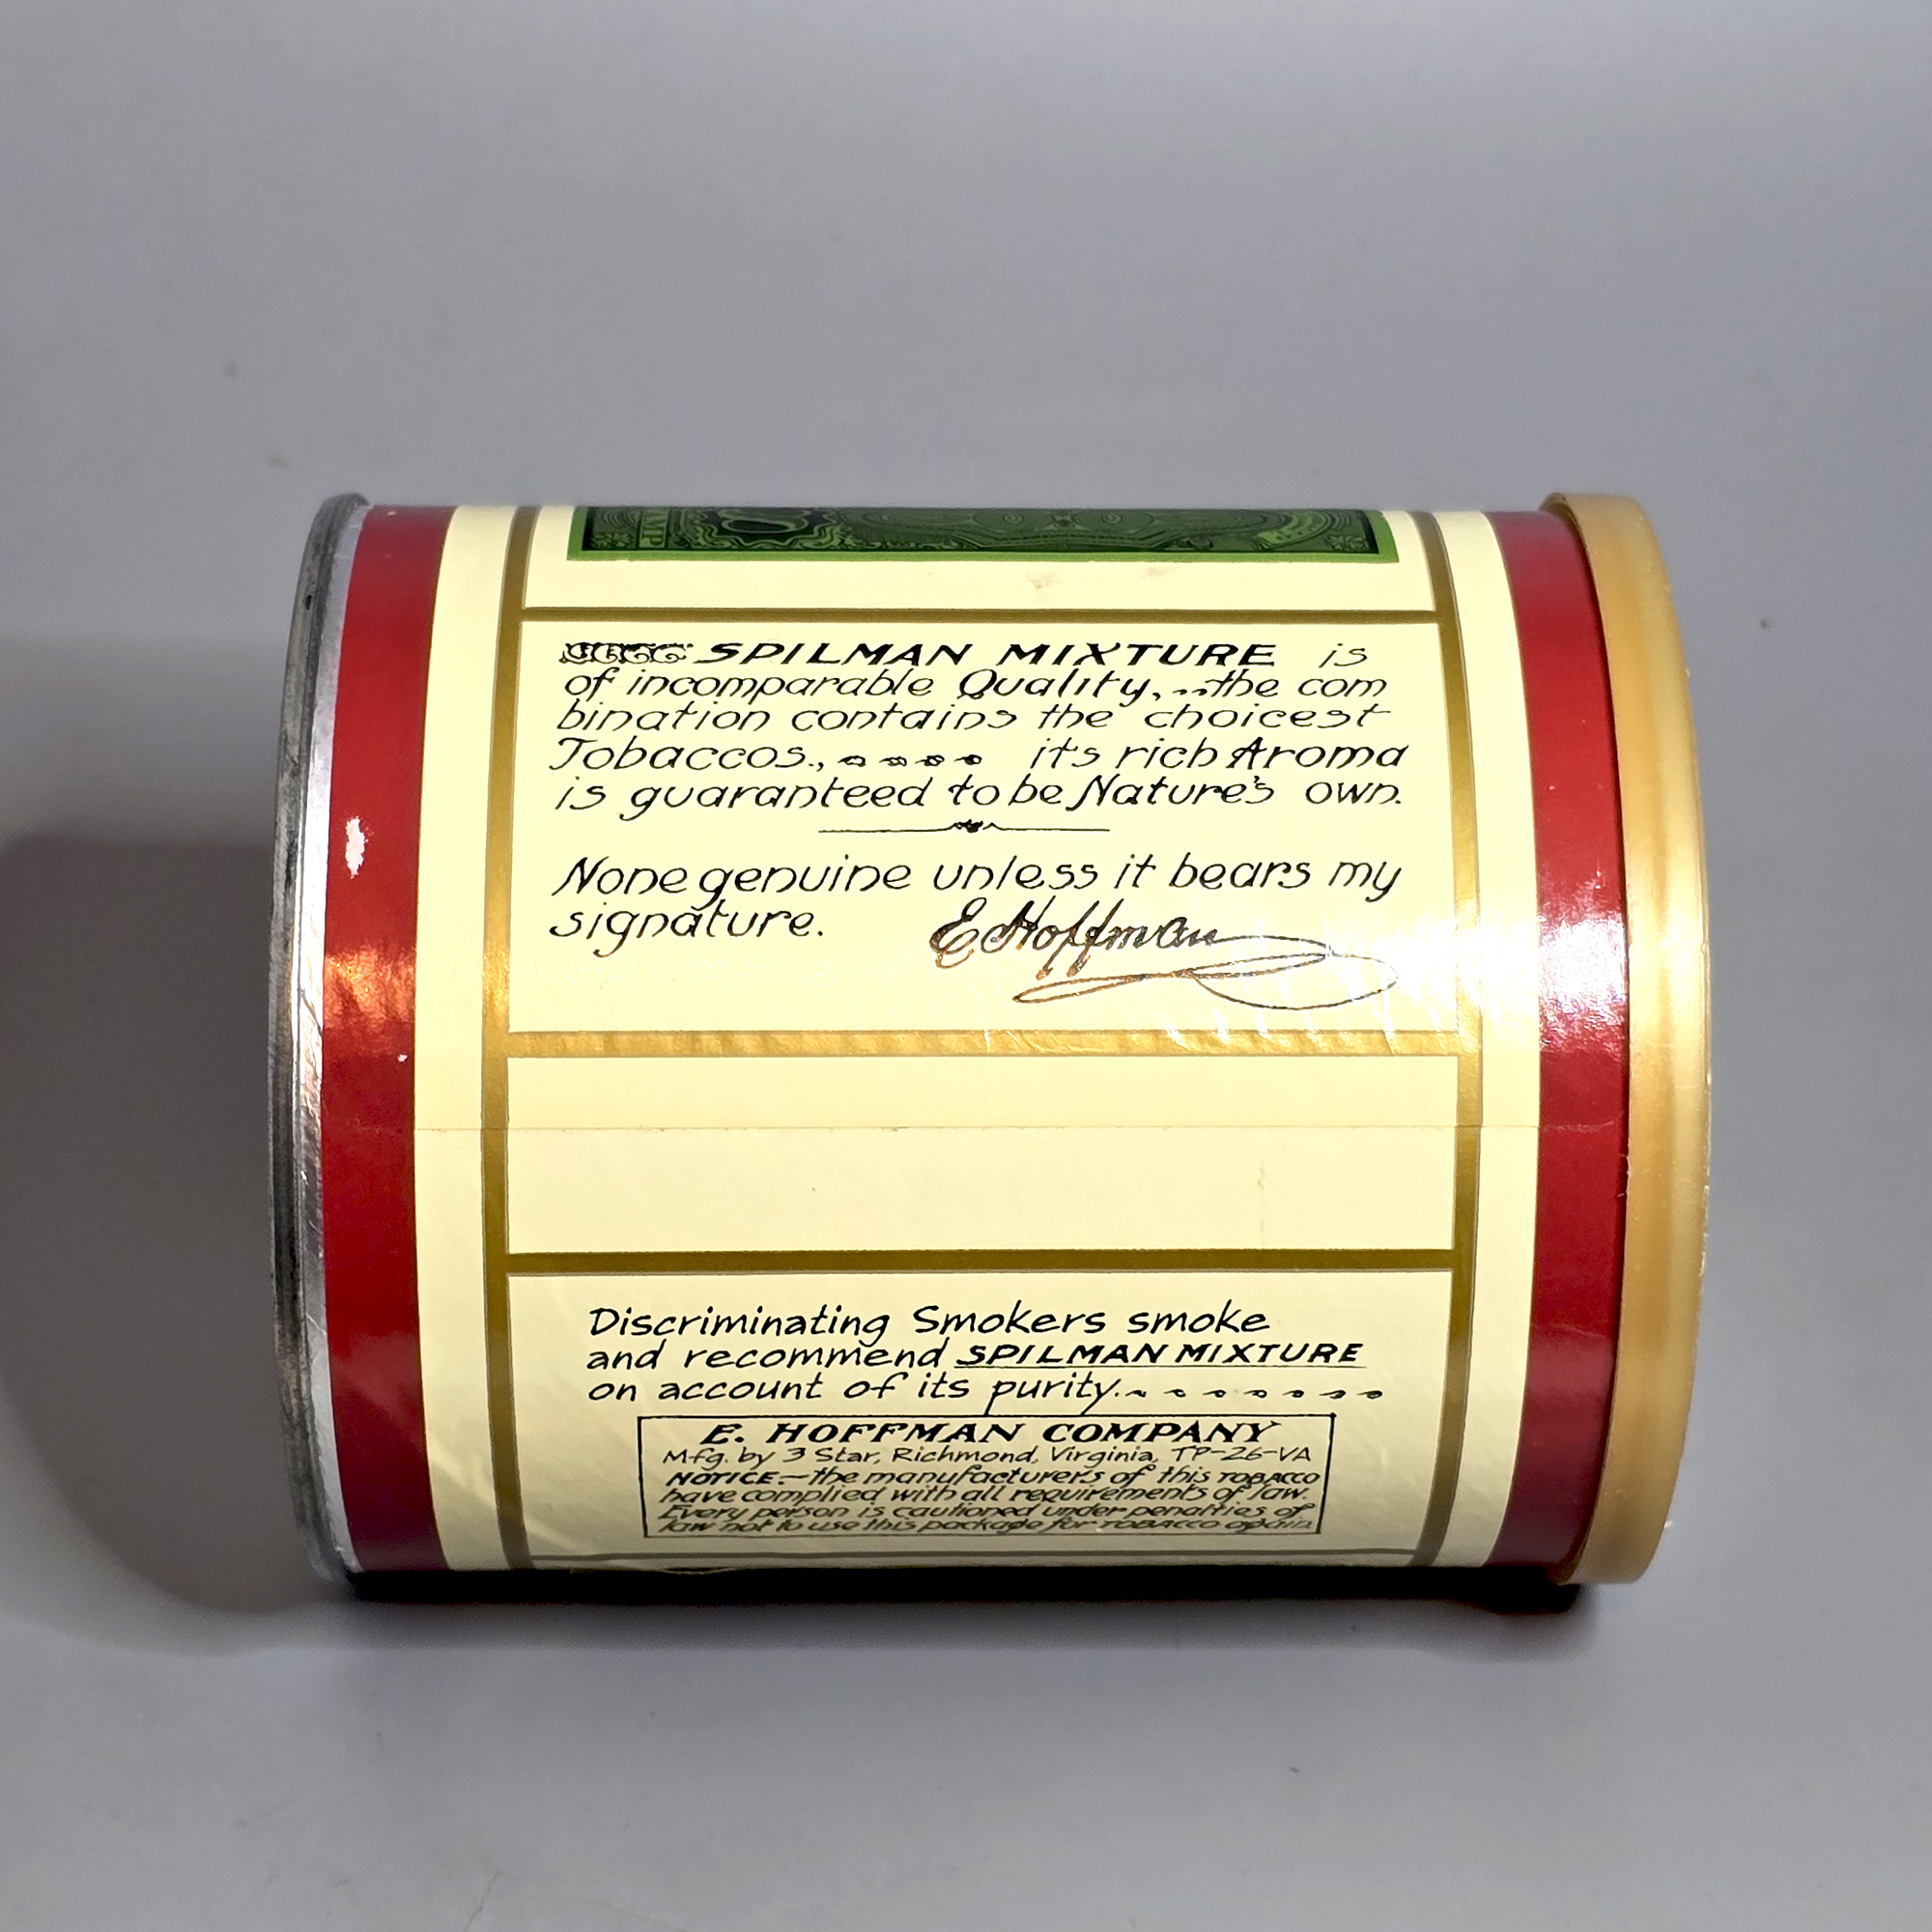 AMP
SPILMAN MIXTURE is
of incomparable Quality, the com
bination contains the choicest
Tobaccos., it's rich Aroma
is guaranteed to be Nature's own.
None genuine unless it bears my
signature. E Hoffman
Discriminating Smokers smoke
and recommend SPILMAN MIXTURE
on account of its purity.
E. HOFFMAN COMPANY
Mfg. by 3 Star, Richmond, Virginia, TP-26-VA
NOTICE:—the manufacturers of this TOBACCO
have complied with all requirements of law.
Every person is cautioned under penalties of
law not to use this package for TOBACCO again.